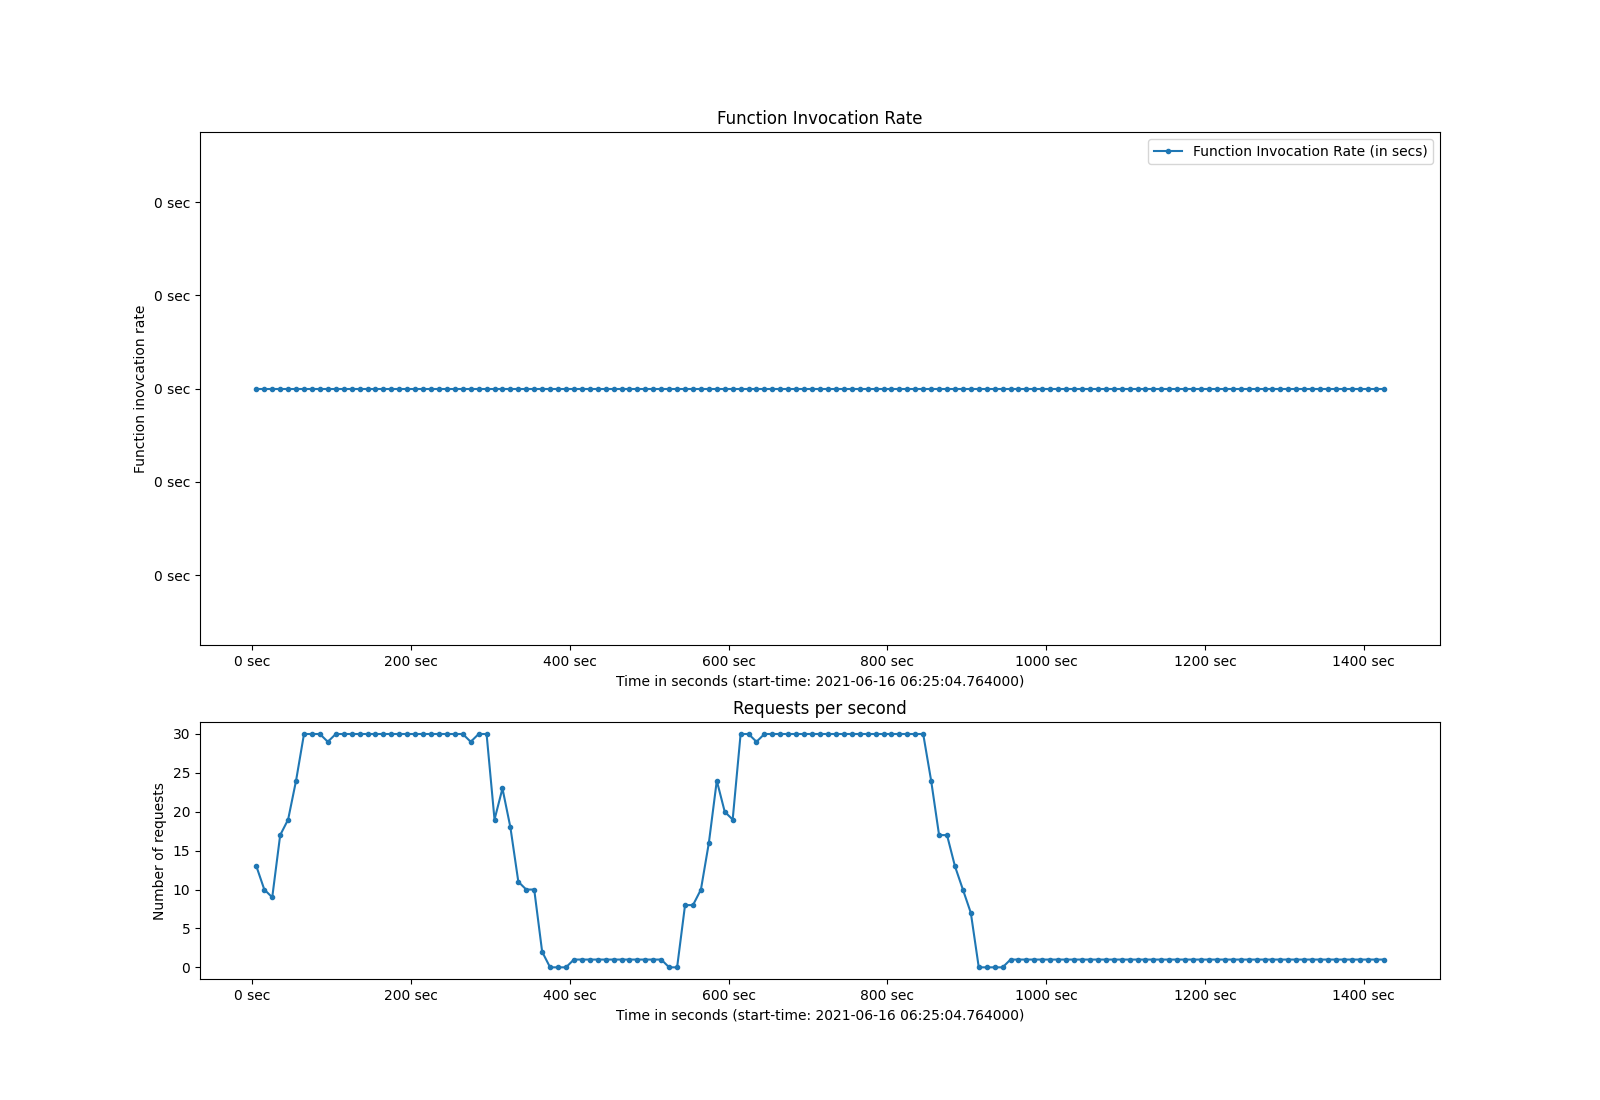 Function Invocation Rate
Function Invocation Rate (in secs)
0 sec
0 sec
0 sec
0 sec
0 sec
Function inovcation rate
0 sec 200 sec 400 sec 600 sec 800 sec 1000 sec 1200 sec 1400 sec
Time in seconds (start-time: 2021-06-16 06:25:04.764000)
Requests per second
30
25
20
15
10
5
0
Number of requests
0 sec 200 sec 400 sec 600 sec 800 sec 1000 sec 1200 sec 1400 sec
Time in seconds (start-time: 2021-06-16 06:25:04.764000)